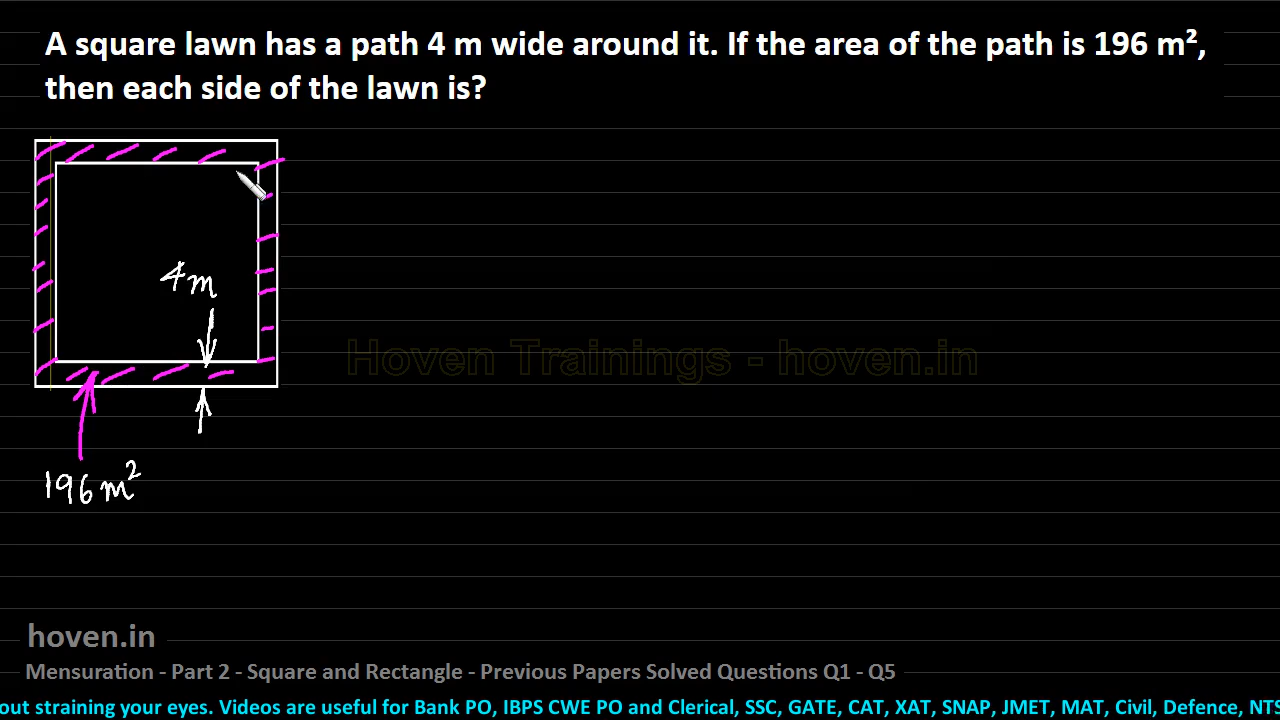 A square lawn has a path 4 m wide around it. If the area of the path is 196 m²,
then each side of the lawn is?
4m
Hoven Trainings - hoven.in
196 m²
hoven.in
Mensuration - Part 2 - Square and Rectangle - Previous Papers Solved Questions Q1 - Q5
out straining your eyes. Videos are useful for Bank PO, IBPS CWE PO and Clerical, SSC, GATE, CAT, XAT, SNAP, JMET, MAT, Civil, Defence, NTS